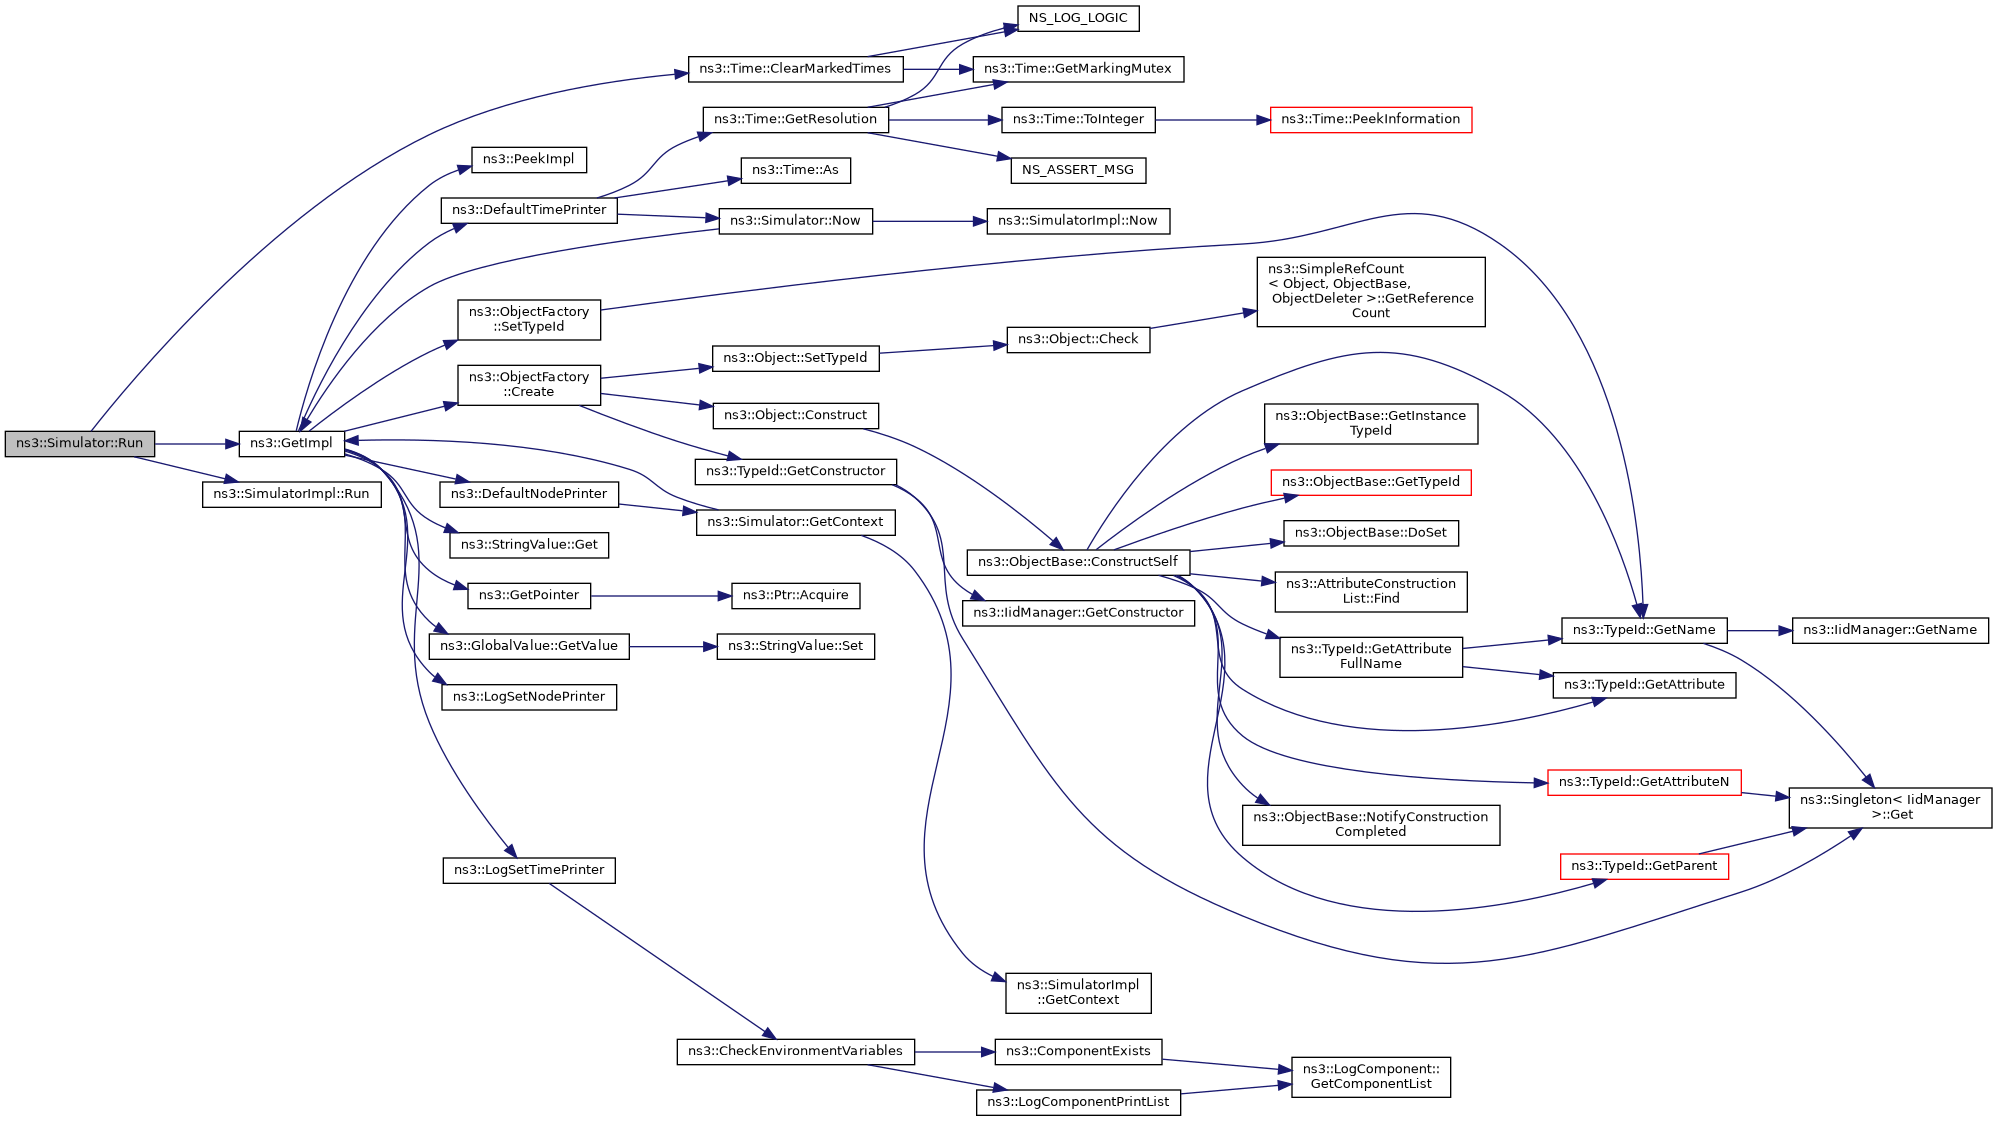 NS_LOG_LOGIC
ns3::Time::ClearMarkedTimes
ns3::Time::GetMarkingMutex
ns3::Time::GetResolution
ns3::Time::ToInteger
ns3::Time::PeekInformation
ns3::PeekImpl
ns3::Time::As
NS_ASSERT_MSG
ns3::DefaultTimePrinter
ns3::Simulator::Now
ns3::SimulatorImpl::Now
ns3::SimpleRefCount
< Object, ObjectBase,
ObjectDeleter >::GetReference
Count
ns3::ObjectFactory
::SetTypeId
ns3::Object::Check
ns3::Object::SetTypeId
ns3::ObjectFactory
::Create
ns3::Object::Construct
ns3::ObjectBase::GetInstance
TypeId
ns3::Simulator::Run
ns3::GetImpl
ns3::TypeId::GetConstructor
ns3::ObjectBase::GetTypeId
ns3::SimulatorImpl::Run
ns3::DefaultNodePrinter
ns3::Simulator::GetContext
ns3::ObjectBase::DoSet
ns3::StringValue::Get
ns3::ObjectBase::ConstructSelf
ns3::AttributeConstruction
List::Find
ns3::GetPointer
ns3::Ptr::Acquire
ns3::IidManager::GetConstructor
ns3::TypeId::GetName
ns3::IidManager::GetName
ns3::GlobalValue::GetValue
ns3::StringValue::Set
ns3::TypeId::GetAttribute
FullName
ns3::TypeId::GetAttribute
ns3::LogSetNodePrinter
ns3::TypeId::GetAttributeN
ns3::Singleton< IidManager
>::Get
ns3::ObjectBase::NotifyConstruction
Completed
ns3::LogSetTimePrinter
ns3::TypeId::GetParent
ns3::SimulatorImpl
::GetContext
ns3::CheckEnvironmentVariables
ns3::ComponentExists
ns3::LogComponent::
GetComponentList
ns3::LogComponentPrintList